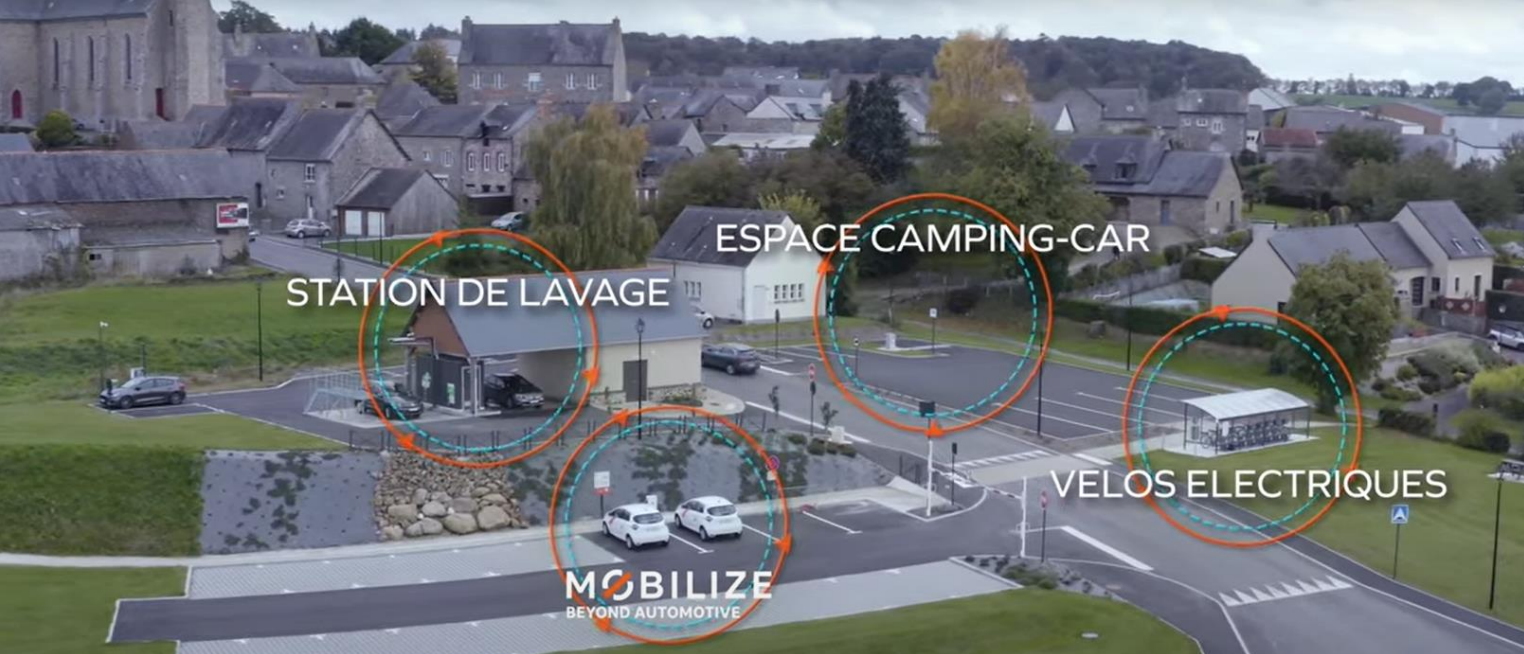 ESPACE CAMPING-CAR
STATION DE LAVAGE
VELOS ELECTRIQUES
MOBILIZE
BEYOND AUTOMOTIVE